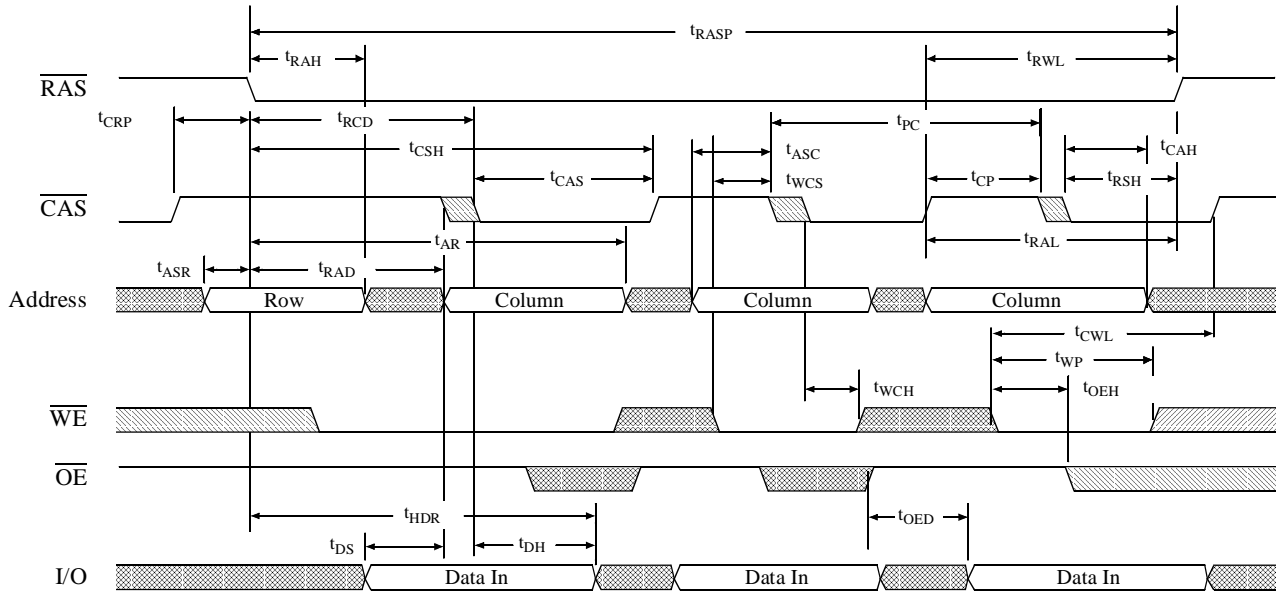 tRASP
tRAH tRWL
RAS
tCRP tRCD tPC
tCSH tASC tCAH
tCAS tWCS tCP tRSH
CAS
tAR tRAL
tASR tRAD
Address Row Column Column Column
tCWL
tWP
tWCH tOEH
WE
OE
tHDR tOED
tDS tDH
I/O Data In Data In Data In